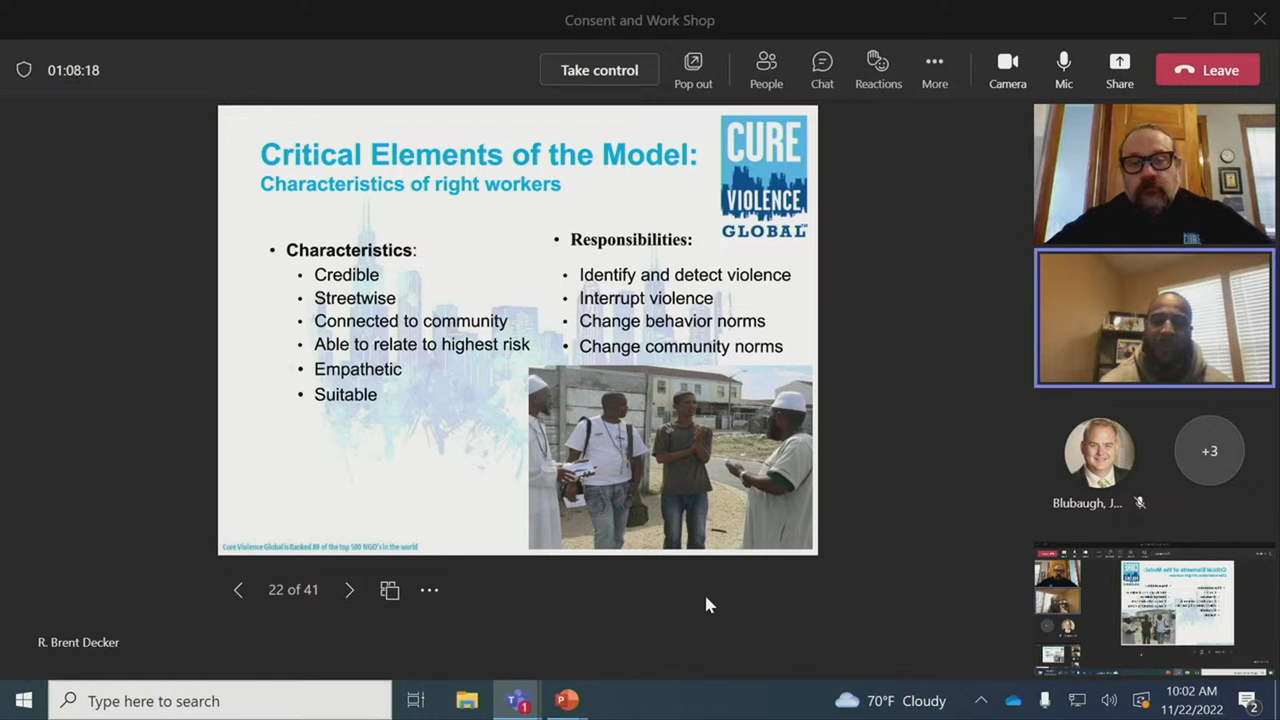 Consent and Work Shop
01:08:18
Take control
Pop out
People
Chat
Reactions
More
Camera
Mic
Share
Leave
Critical Elements of the Model:
Characteristics of right workers
CURE
VIOLENCE
GLOBAL™
• Characteristics:
• Credible
• Streetwise
• Connected to community
• Able to relate to highest risk
• Empathetic
• Suitable
• Responsibilities:
• Identify and detect violence
• Interrupt violence
• Change behavior norms
• Change community norms
Cure Violence Global is Ranked #9 of the top 500 NGO's in the world
22 of 41
R. Brent Decker
CURE
+3
Blubaugh, J...
Type here to search
1
70°F Cloudy
10:02 AM
11/22/2022
2